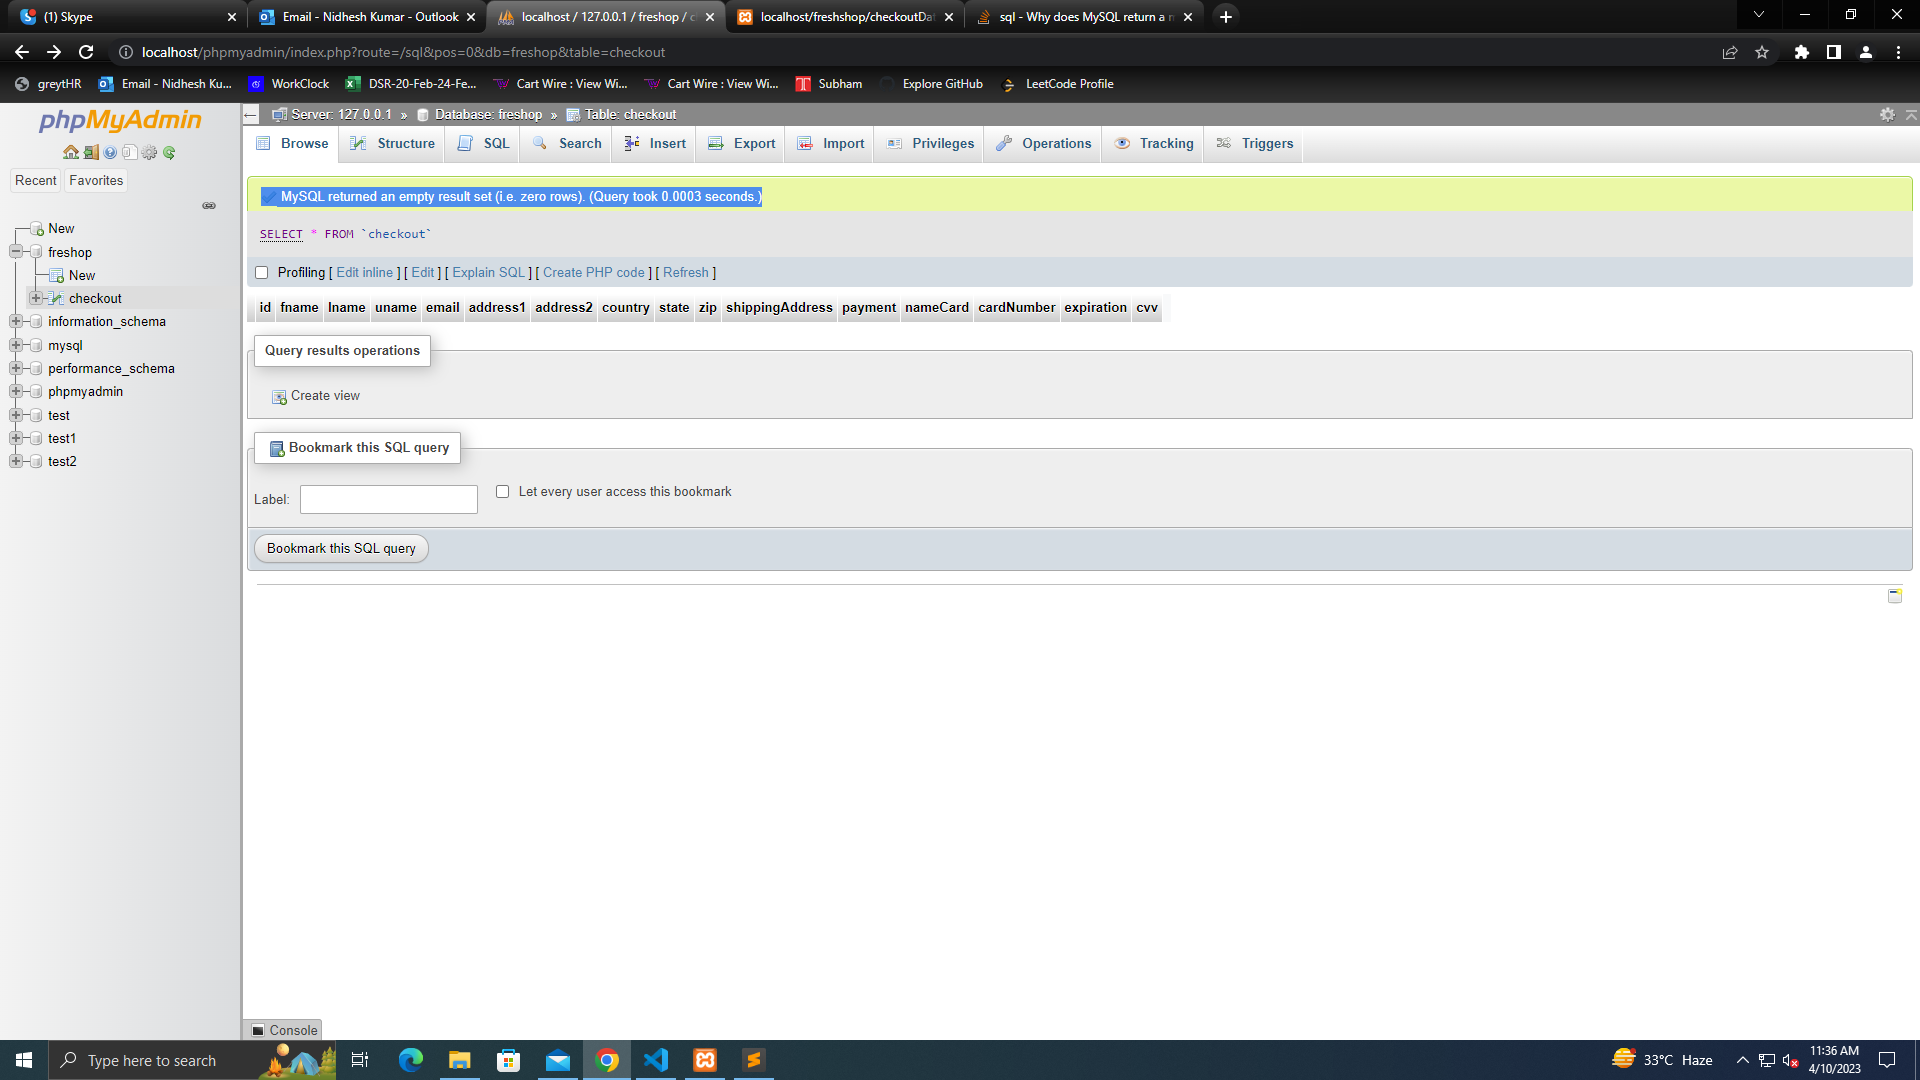 (1) Skype
Email - Nidhesh Kumar - Outlook
localhost / 127.0.0.1 / freshop / c
localhost/freshshop/checkoutDa
sql - Why does MySQL return a
localhost/phpmyadmin/index.php?route=/sql&pos=0&db=freshop&table=checkout
greytHR
Email - Nidhesh Ku...
WorkClock
DSR-20-Feb-24-Fe...
Cart Wire : View Wi...
Cart Wire : View Wi...
Subham
Explore GitHub
LeetCode Profile
phpMyAdmin
Recent
Favorites
New
freshop
New
checkout
information_schema
mysql
performance_schema
phpmyadmin
test
test1
test2
Server: 127.0.0.1 » Database: freshop » Table: checkout
Browse
Structure
SQL
Search
Insert
Export
Import
Privileges
Operations
Tracking
Triggers
MySQL returned an empty result set (i.e. zero rows). (Query took 0.0003 seconds.)
SELECT * FROM `checkout`
Profiling [ Edit inline ] [ Edit ] [ Explain SQL ] [ Create PHP code ] [ Refresh ]
id fname lname uname email address1 address2 country state zip shippingAddress payment nameCard cardNumber expiration cvv
Query results operations
Create view
Bookmark this SQL query
Label:
Let every user access this bookmark
Bookmark this SQL query
Console
Type here to search
33°C Haze
11:36 AM
4/10/2023